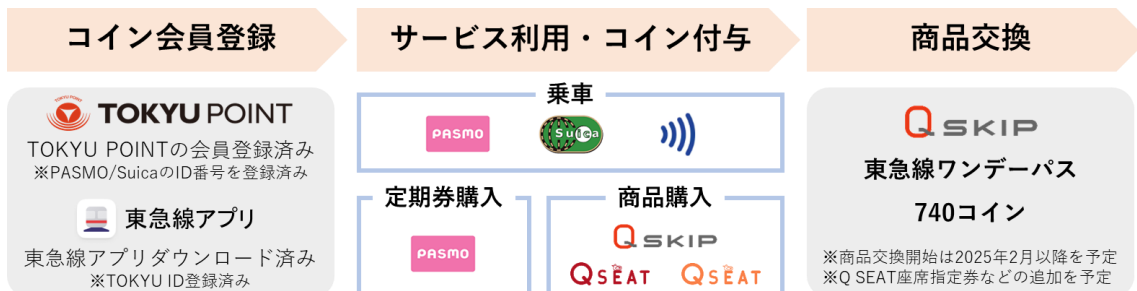 コイン会員登録
サービス利用・コイン付与
商品交換
TOKYU POINT
TOKYU POINTの会員登録済み
※PASMO/SuicaのID番号を登録済み
東急線アプリ
東急線アプリダウンロード済み
※TOKYU ID登録済み
乗車
PASMO
Suica
定期券購入
PASMO
商品購入
Q SKIP
Q SEAT
Q SEAT
Q SKIP
東急線ワンデーパス
740コイン
※商品交換開始は2025年2月以降を予定
※Q SEAT座席指定券などの追加を予定